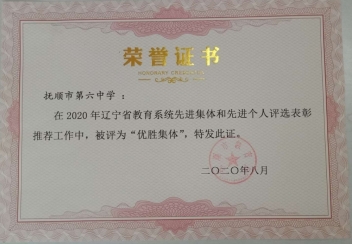 荣誉证书
HONORARY CREDENTIAL
抚顺市第六中学：
在2020年辽宁省教育系统先进集体和先进个人评选表彰
推荐工作中，被评为“优胜集体”，特发此证。
二〇二〇年八月